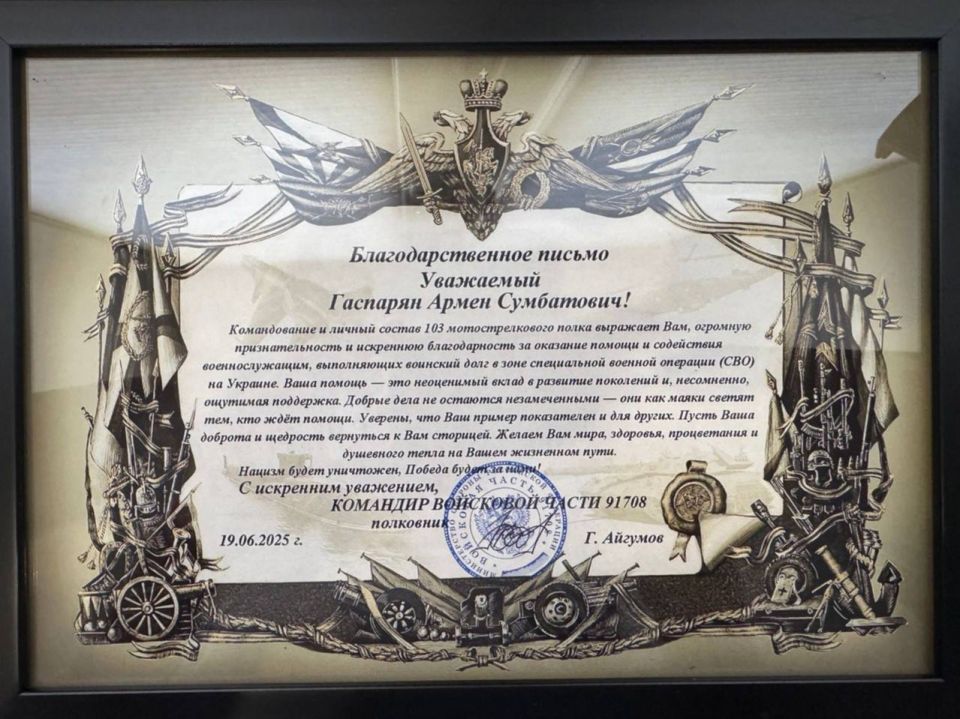 Благодарственное письмо
Уважаемый
Гаспарян Армен Сумбатович!
Командование и личный состав 103 мотострелкового полка выражает Вам, огромную
признательность и искреннюю благодарность за оказание помощи и содействия
военнослужащим, выполняющих воинский долг в зоне специальной военной операции (СВО)
на Украине. Ваша помощь — это неоценимый вклад в развитие поколений и, несомненно,
ощутимая поддержка. Добрые дела не остаются незамеченными — они как маяки светят
тем, кто ждёт помощи. Уверены, что Ваш пример показателен и для других. Пусть Ваша
доброта и щедрость вернуться к Вам сторицей. Желаем Вам мира, здоровья, процветания и
душевного тепла на Вашем жизненном пути.
Нацизм будет уничтожен, Победа будет за нами!
С искренним уважением,
КОМАНДИР ВОЙСКОВОЙ ЧАСТИ 91708
полковник
19.06.2025 г.
Г. Айгумов
ВОЙСКОВАЯ ЧАСТЬ
МИНИСТЕРСТВО ОБОРОНЫ